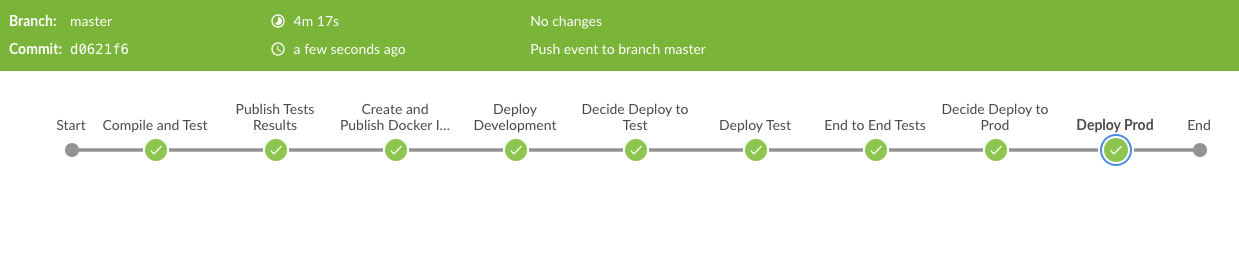 Branch: master 4m 17s No changes
Commit: d0621f6 a few seconds ago Push event to branch master
Start
Compile and Test
Publish Tests
Results
Create and
Publish Docker I...
Deploy
Development
Decide Deploy to
Test
Deploy Test
End to End Tests
Decide Deploy to
Prod
Deploy Prod
End